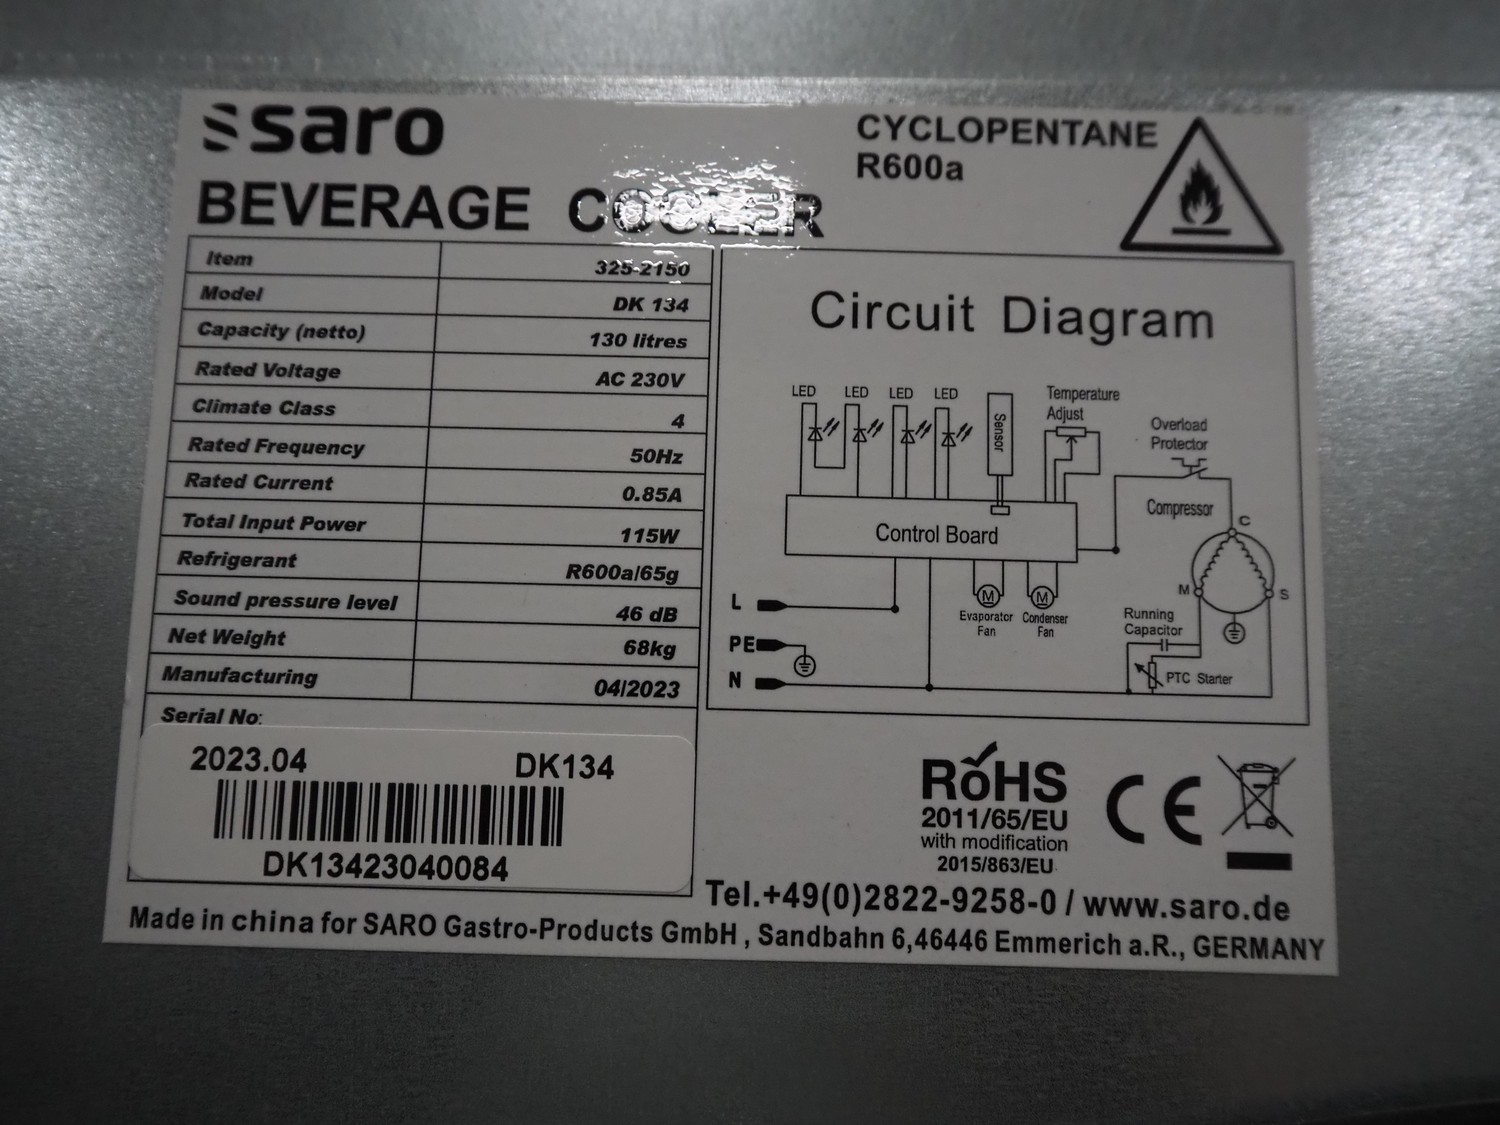 saro
BEVERAGE COOLER
CYCLOPENTANE
R600a
Item 325-2150
Model DK 134
Capacity (netto) 130 litres
Rated Voltage AC 230V
Climate Class 4
Rated Frequency 50Hz
Rated Current 0.85A
Total Input Power 115W
Refrigerant R600a/65g
Sound pressure level 46 dB
Net Weight 68kg
Manufacturing 04/2023
Serial No:
2023.04 DK134
DK13423040084
Circuit Diagram
LED LED LED LED
Sensor
Temperature
Adjust
Overload
Protector
Compressor
C
Control Board
M
S
L
M
M
Evaporator
Fan
Condenser
Fan
Running
Capacitor
PE
N
PTC Starter
RoHS
2011/65/EU
with modification
2015/863/EU
CE
Tel.+49(0)2822-9258-0 / www.saro.de
Made in china for SARO Gastro-Products GmbH , Sandbahn 6,46446 Emmerich a.R., GERMANY